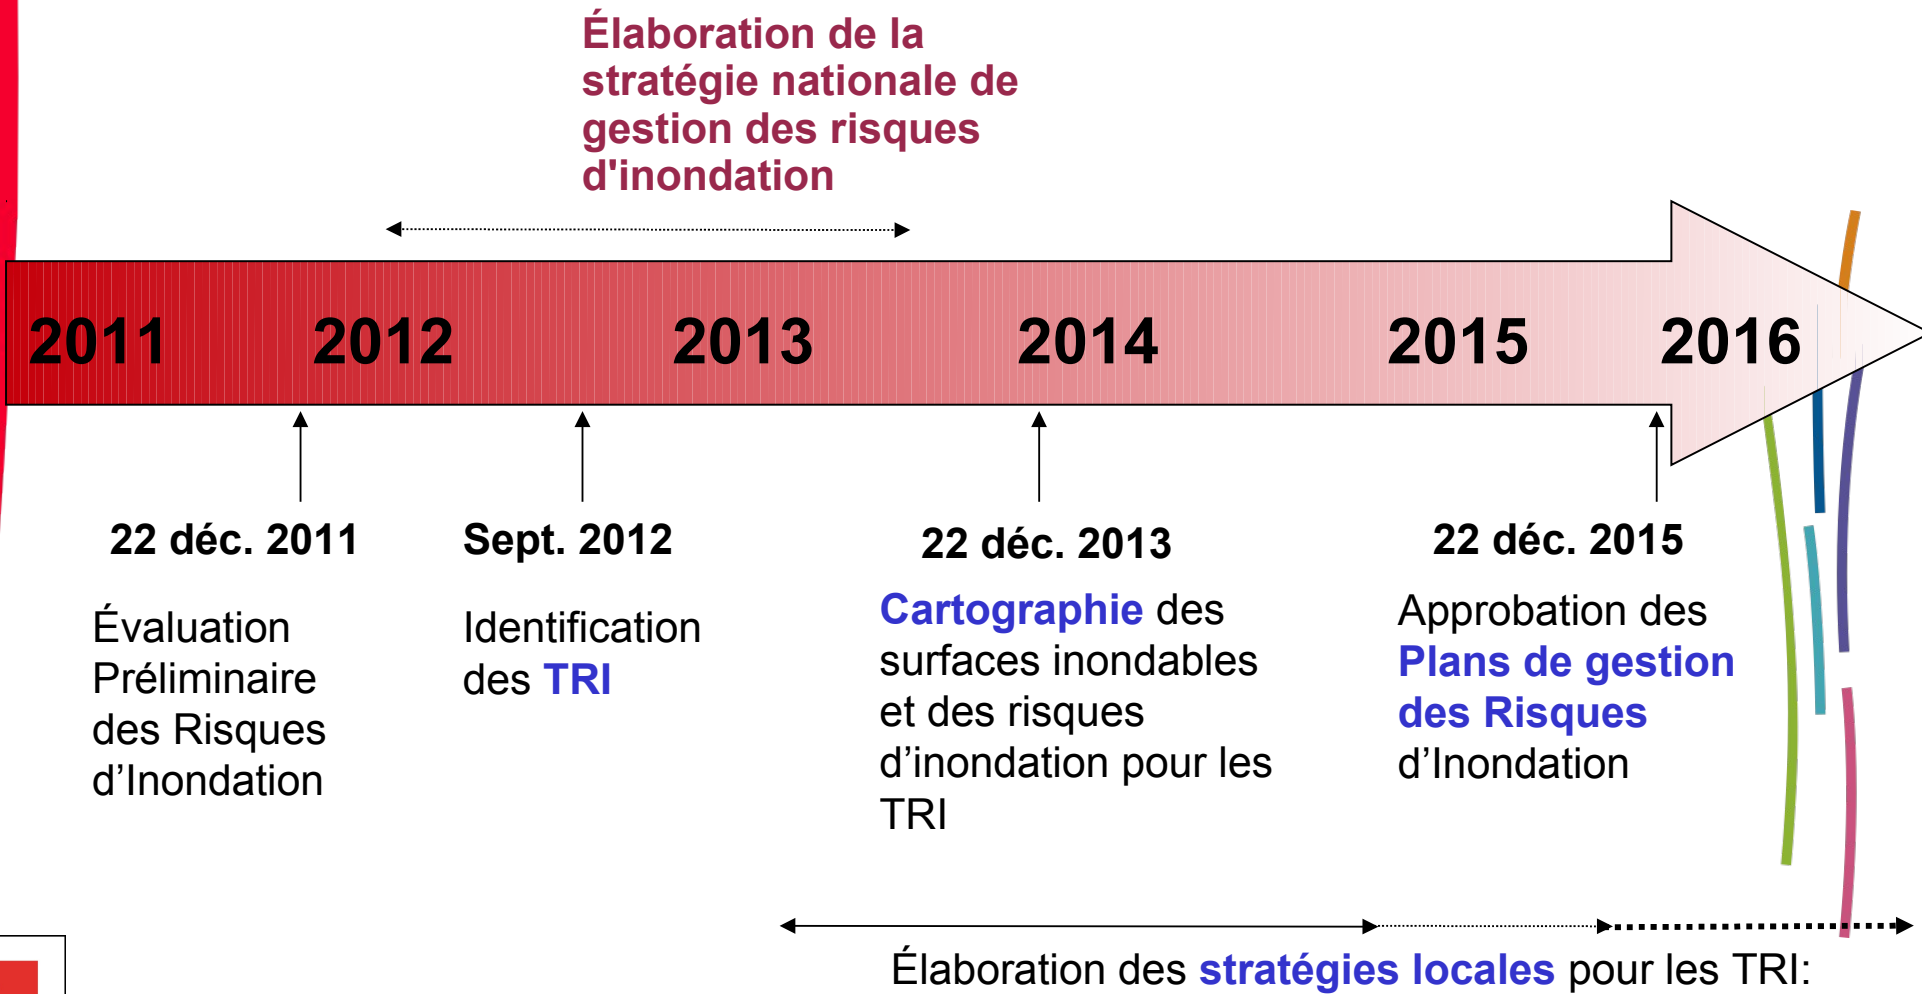 Élaboration de la
stratégie nationale de
gestion des risques
d'inondation
2011 2012 2013 2014 2015 2016
22 déc. 2011
Évaluation
Préliminaire
des Risques
d’Inondation
Sept. 2012
Identification
des TRI
22 déc. 2013
Cartographie des
surfaces inondables
et des risques
d’inondation pour les
TRI
22 déc. 2015
Approbation des
Plans de gestion
des Risques
d’Inondation
Élaboration des stratégies locales pour les TRI: